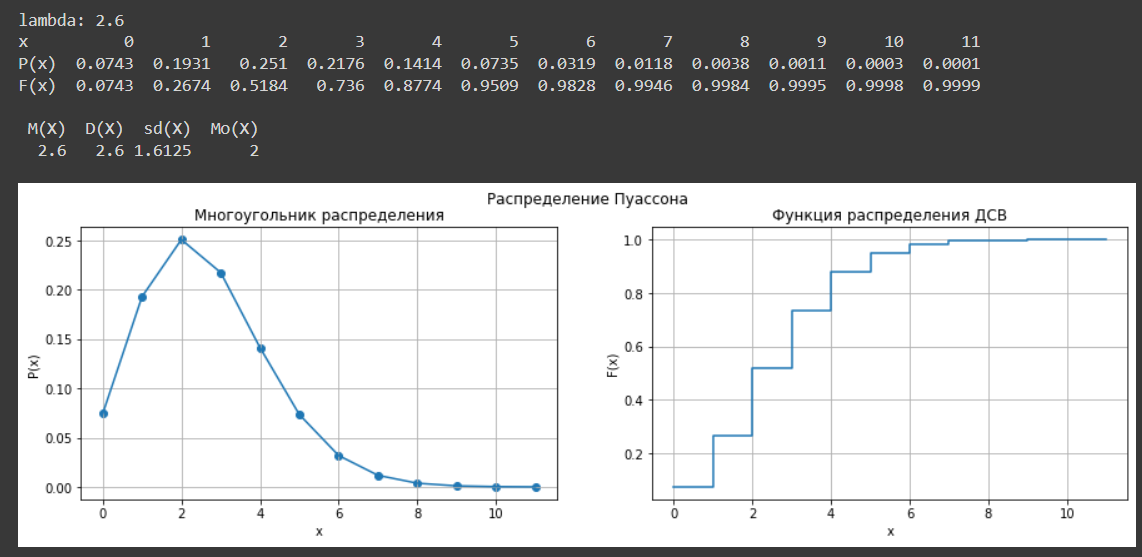 lambda: 2.6
x 0 1 2 3 4 5 6 7 8 9 10 11
P(x) 0.0743 0.1931 0.251 0.2176 0.1414 0.0735 0.0319 0.0118 0.0038 0.0011 0.0003 0.0001
F(x) 0.0743 0.2674 0.5184 0.736 0.8774 0.9509 0.9828 0.9946 0.9984 0.9995 0.9998 0.9999
M(X) D(X) sd(X) Mo(X)
2.6 2.6 1.6125 2
Распределение Пуассона
Многоугольник распределения
0.25
0.20
0.15
0.10
0.05
0.00
P(x)
0 2 4 6 8 10
x
Функция распределения ДСВ
1.0
0.8
0.6
0.4
0.2
F(x)
0 2 4 6 8 10
x